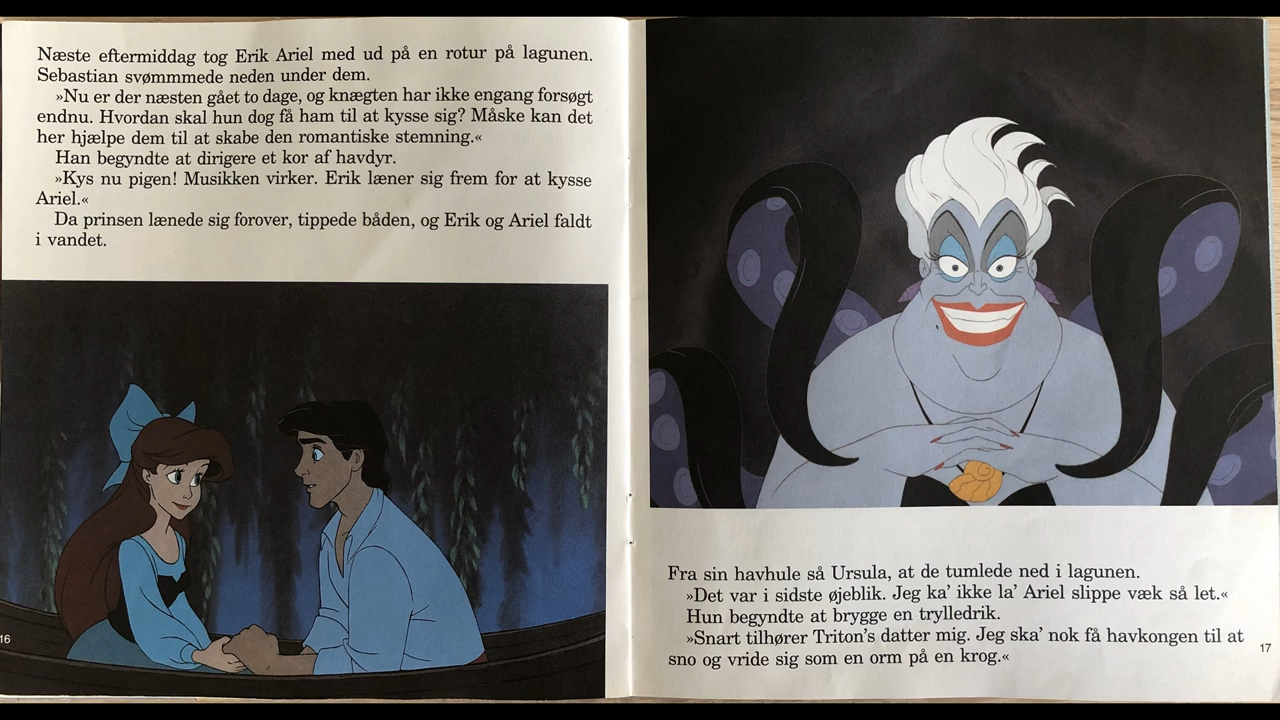 Næste eftermiddag tog Erik Ariel med ud på en rotur på lagunen.
Sebastian svømmmede neden under dem.
»Nu er der næsten gået to dage, og knægten har ikke engang forsøgt
endnu. Hvordan skal hun dog få ham til at kysse sig? Måske kan det
her hjælpe dem til at skabe den romantiske stemning.«
Han begyndte at dirigere et kor af havdyr.
»Kys nu pigen! Musikken virker. Erik læner sig frem for at kysse
Ariel.«
Da prinsen lænede sig forover, tippede båden, og Erik og Ariel faldt
i vandet.
16
Fra sin havhule så Ursula, at de tumlede ned i lagunen.
»Det var i sidste øjeblik. Jeg ka’ ikke la’ Ariel slippe væk så let.«
Hun begyndte at brygge en trylledrik.
»Snart tilhører Triton’s datter mig. Jeg ska’ nok få havkongen til at
sno og vride sig som en orm på en krog.«
17